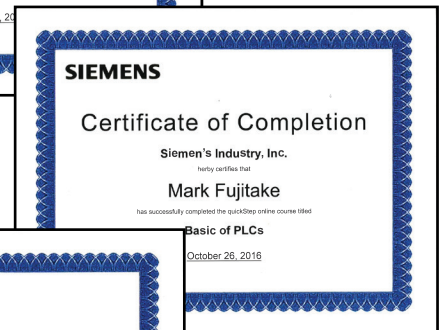 , 20
SIEMENS
Certificate of Completion
Siemen's Industry, Inc.
herby certifies that
Mark Fujitake
has successfully completed the quickStep online course titled
Basic of PLCs
October 26, 2016